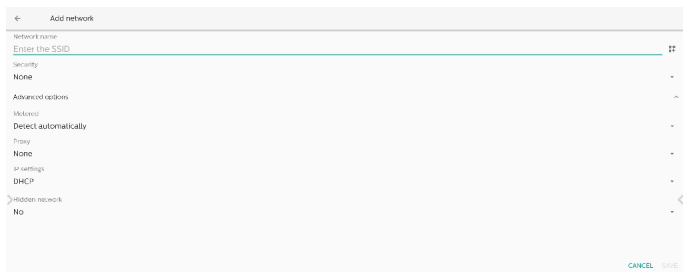 Add network
Network name
Enter the SSID
Security
None
Advanced options
Metered
Detect automatically
Proxy
None
IP settings
DHCP
Hidden network
No
CANCEL SAVE